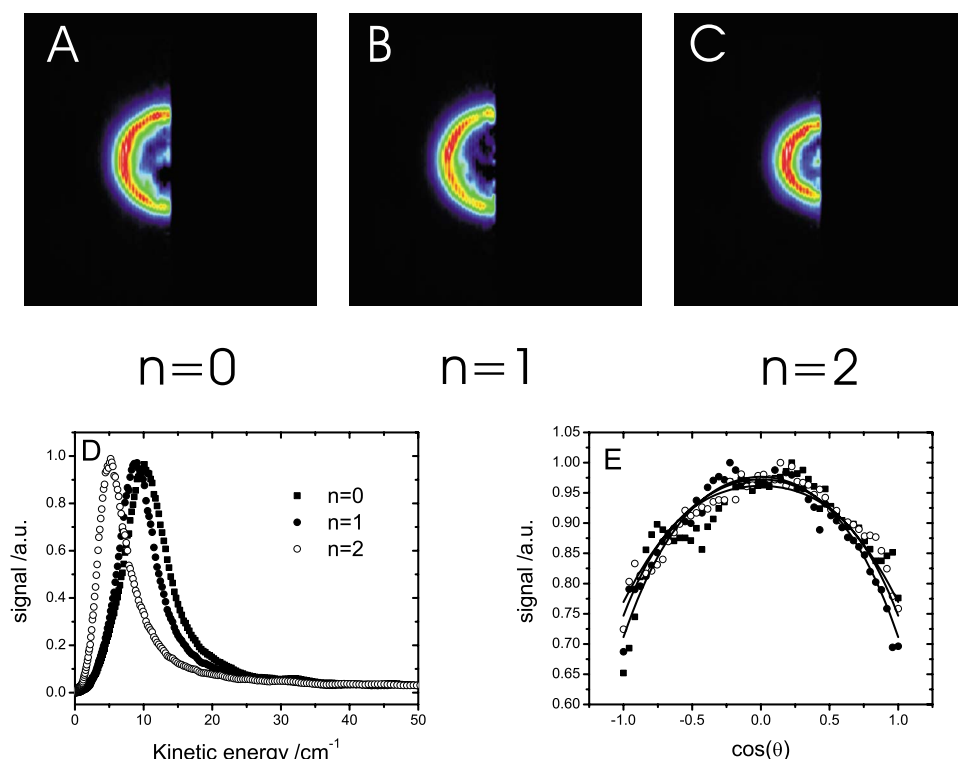 A
B
C
n=0
n=1
n=2
D
1.0
0.8
0.6
0.4
0.2
0.0
signal /a.u.
n=0
n=1
n=2
0
10
20
30
40
50
Kinetic energy /cm⁻¹
E
1.05
1.00
0.95
0.90
0.85
0.80
0.75
0.70
0.65
0.60
signal /a.u.
-1.0
-0.5
0.0
0.5
1.0
cos(θ)